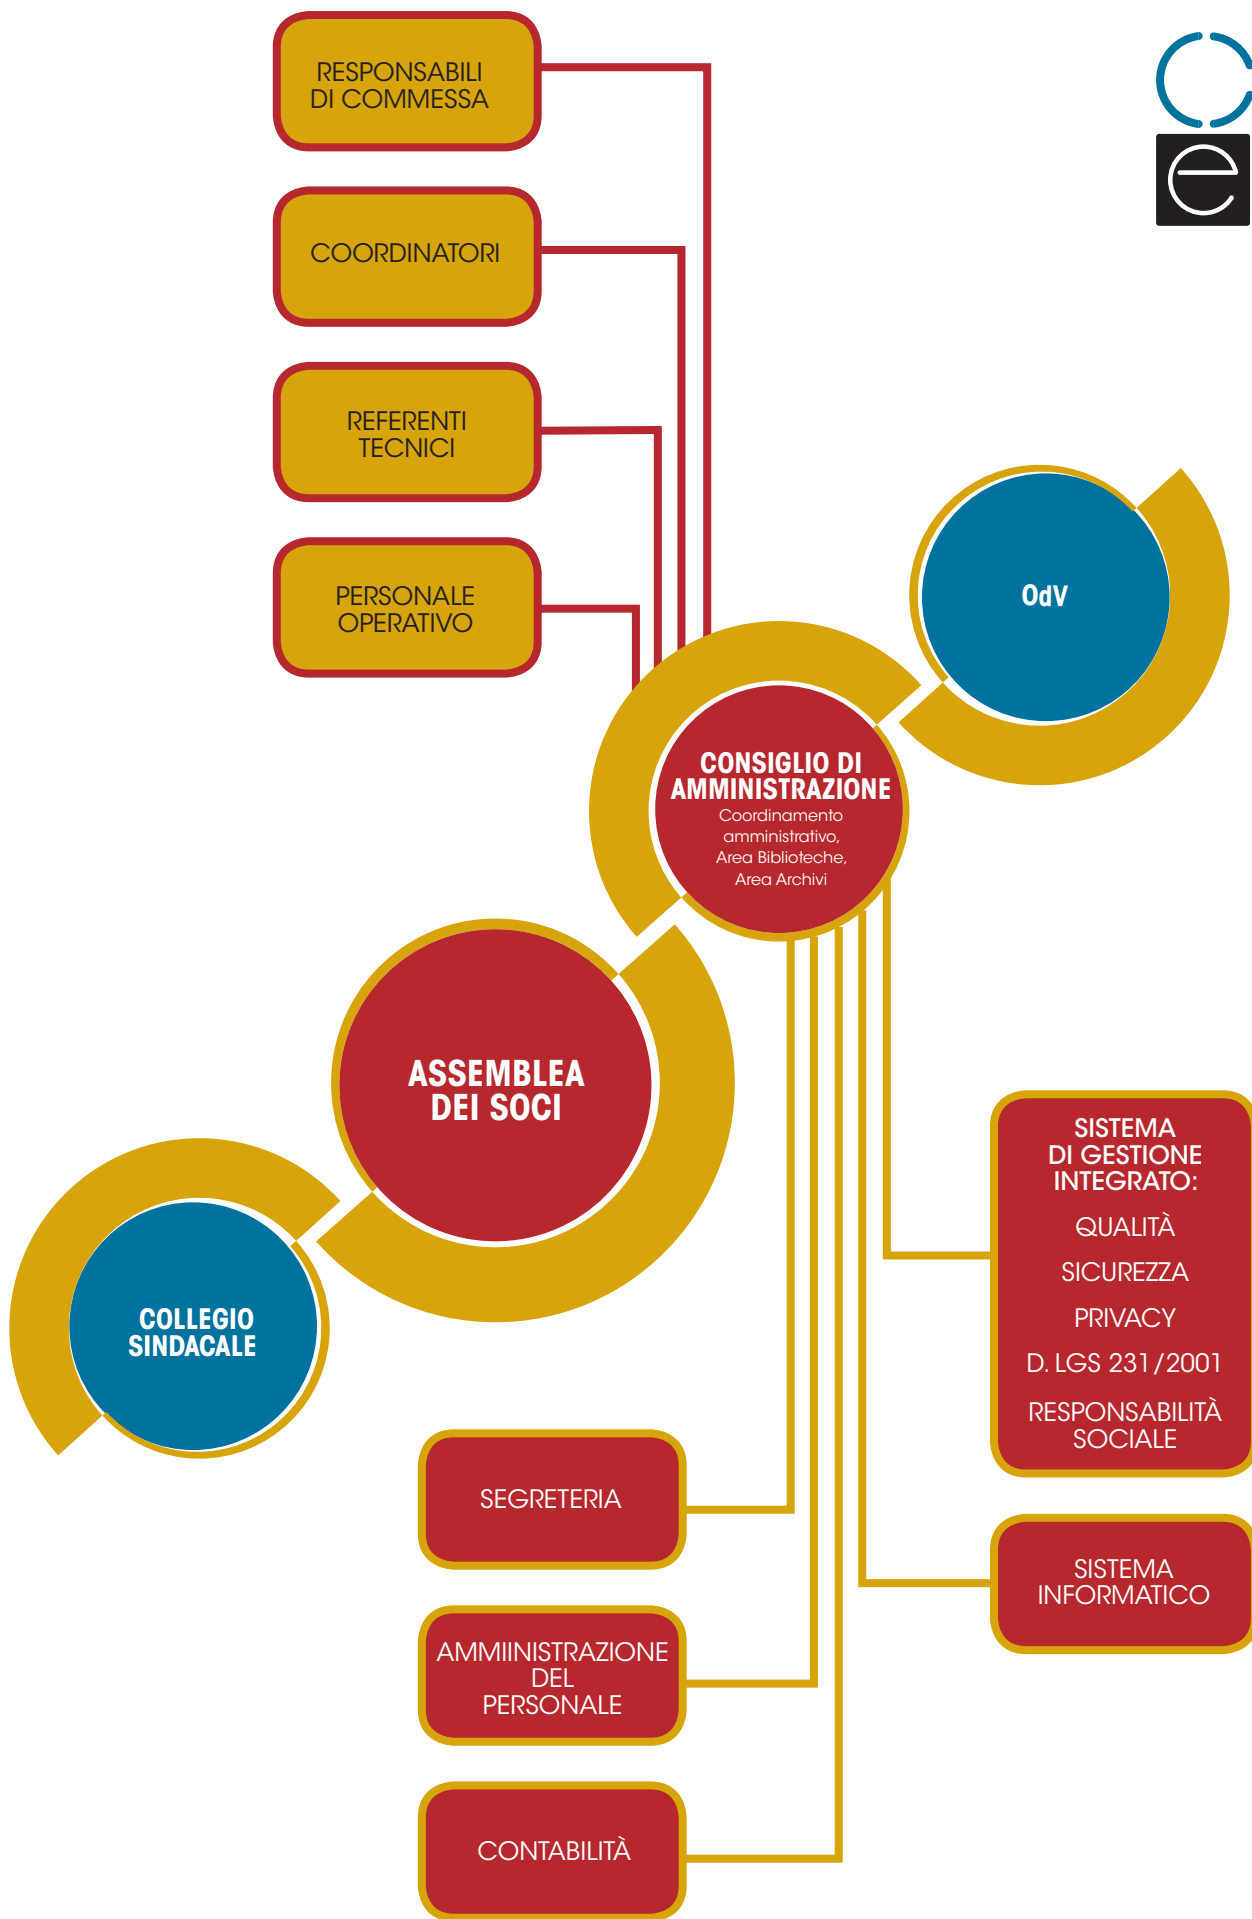 RESPONSABILI
DI COMMESSA
COORDINATORI
REFERENTI
TECNICI
PERSONALE
OPERATIVO
e
OdV
CONSIGLIO DI
AMMINISTRAZIONE
Coordinamento
amministrativo,
Area Biblioteche,
Area Archivi
ASSEMBLEA
DEI SOCI
COLLEGIO
SINDACALE
SISTEMA
DI GESTIONE
INTEGRATO:
QUALITÀ
SICUREZZA
PRIVACY
D. LGS 231/2001
RESPONSABILITÀ
SOCIALE
SEGRETERIA
SISTEMA
INFORMATICO
AMMIINISTRAZIONE
DEL
PERSONALE
CONTABILITÀ